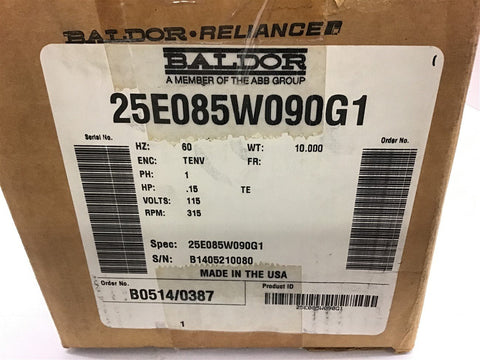 BALDOR•RELIANCE
BALDOR
A MEMBER OF THE ABB GROUP
25E085W090G1
Serial No. Order No.
HZ: 60 WT: 10.000
ENC: TENV FR:
PH: 1
HP: .15 TE
VOLTS: 115
RPM: 315
Spec: 25E085W090G1
S/N: B1405210080
MADE IN THE USA
Order No. Product ID
B0514/0387
25E085W090G1
1